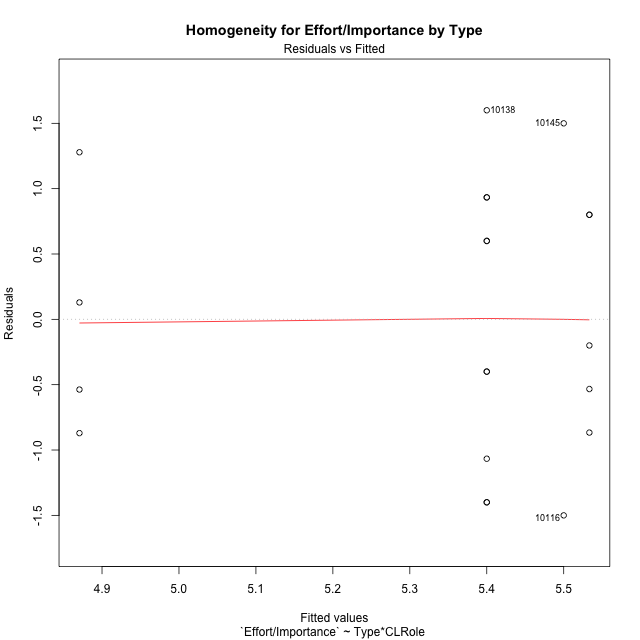 Homogeneity for Effort/Importance by Type
Residuals vs Fitted
10138
10145
10116
1.5
1.0
0.5
0.0
-0.5
-1.0
-1.5
Residuals
4.9 5.0 5.1 5.2 5.3 5.4 5.5
Fitted values
`Effort/Importance` ~ Type*CLRole